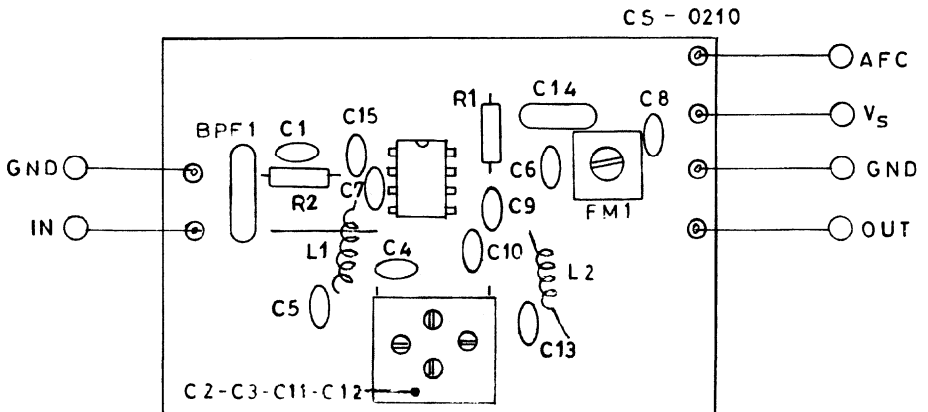 CS - 0210
AFC
C14
C8
R1
VS
C15
BPF1
C1
GND
C6
GND
C7
R2
FM1
C9
IN
OUT
L1
C4
C10
L2
C5
C13
C2-C3-C11-C12